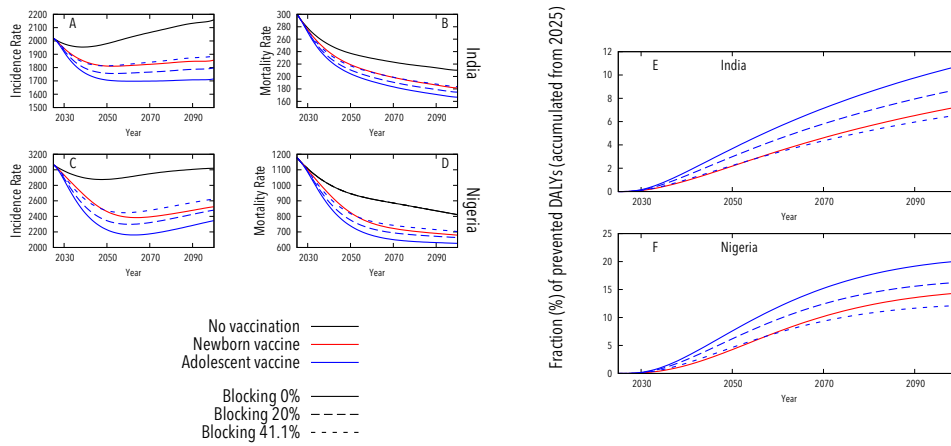 A
Incidence Rate
2200
2100
2000
1900
1800
1700
1600
1500
2030
2050
2070
2090
Year
B
Mortality Rate
300
280
260
240
220
200
180
160
2030
2050
2070
2090
Year
India
C
Incidence Rate
3200
3000
2800
2600
2400
2200
2000
2030
2050
2070
2090
Year
D
Mortality Rate
1200
1100
1000
900
800
700
600
2030
2050
2070
2090
Year
Nigeria
No vaccination
Newborn vaccine
Adolescent vaccine
Blocking 0%
Blocking 20%
Blocking 41.1%
Fraction (%) of prevented DALYs (accumulated from 2025)
E
India
12
10
8
6
4
2
0
2030
2050
2070
2090
Year
F
Nigeria
25
20
15
10
5
0
2030
2050
2070
2090
Year